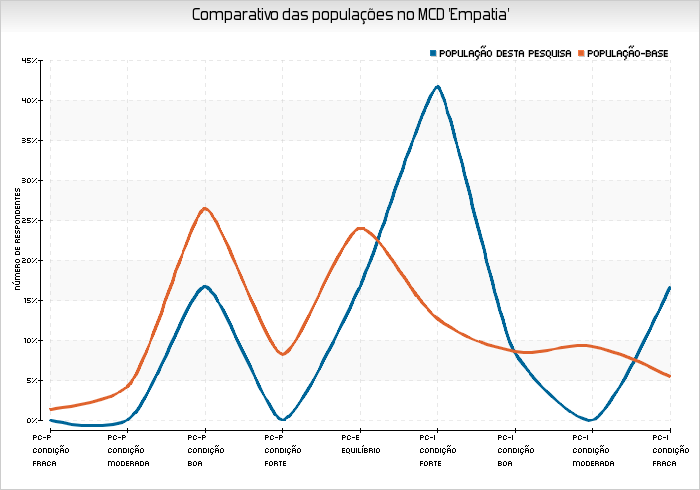 Comparativo das populações no MCD 'Empatia'
POPULAÇÃO DESTA PESQUISA POPULAÇÃO-BASE
45%
40%
35%
30%
25%
20%
15%
10%
5%
0%
NÚMERO DE RESPONDENTES
PC-P CONDIÇÃO FRACA
PC-P CONDIÇÃO MODERADA
PC-P CONDIÇÃO BOA
PC-P CONDIÇÃO FORTE
PC-E EQUILÍBRIO
PC-I CONDIÇÃO FORTE
PC-I CONDIÇÃO BOA
PC-I CONDIÇÃO MODERADA
PC-I CONDIÇÃO FRACA